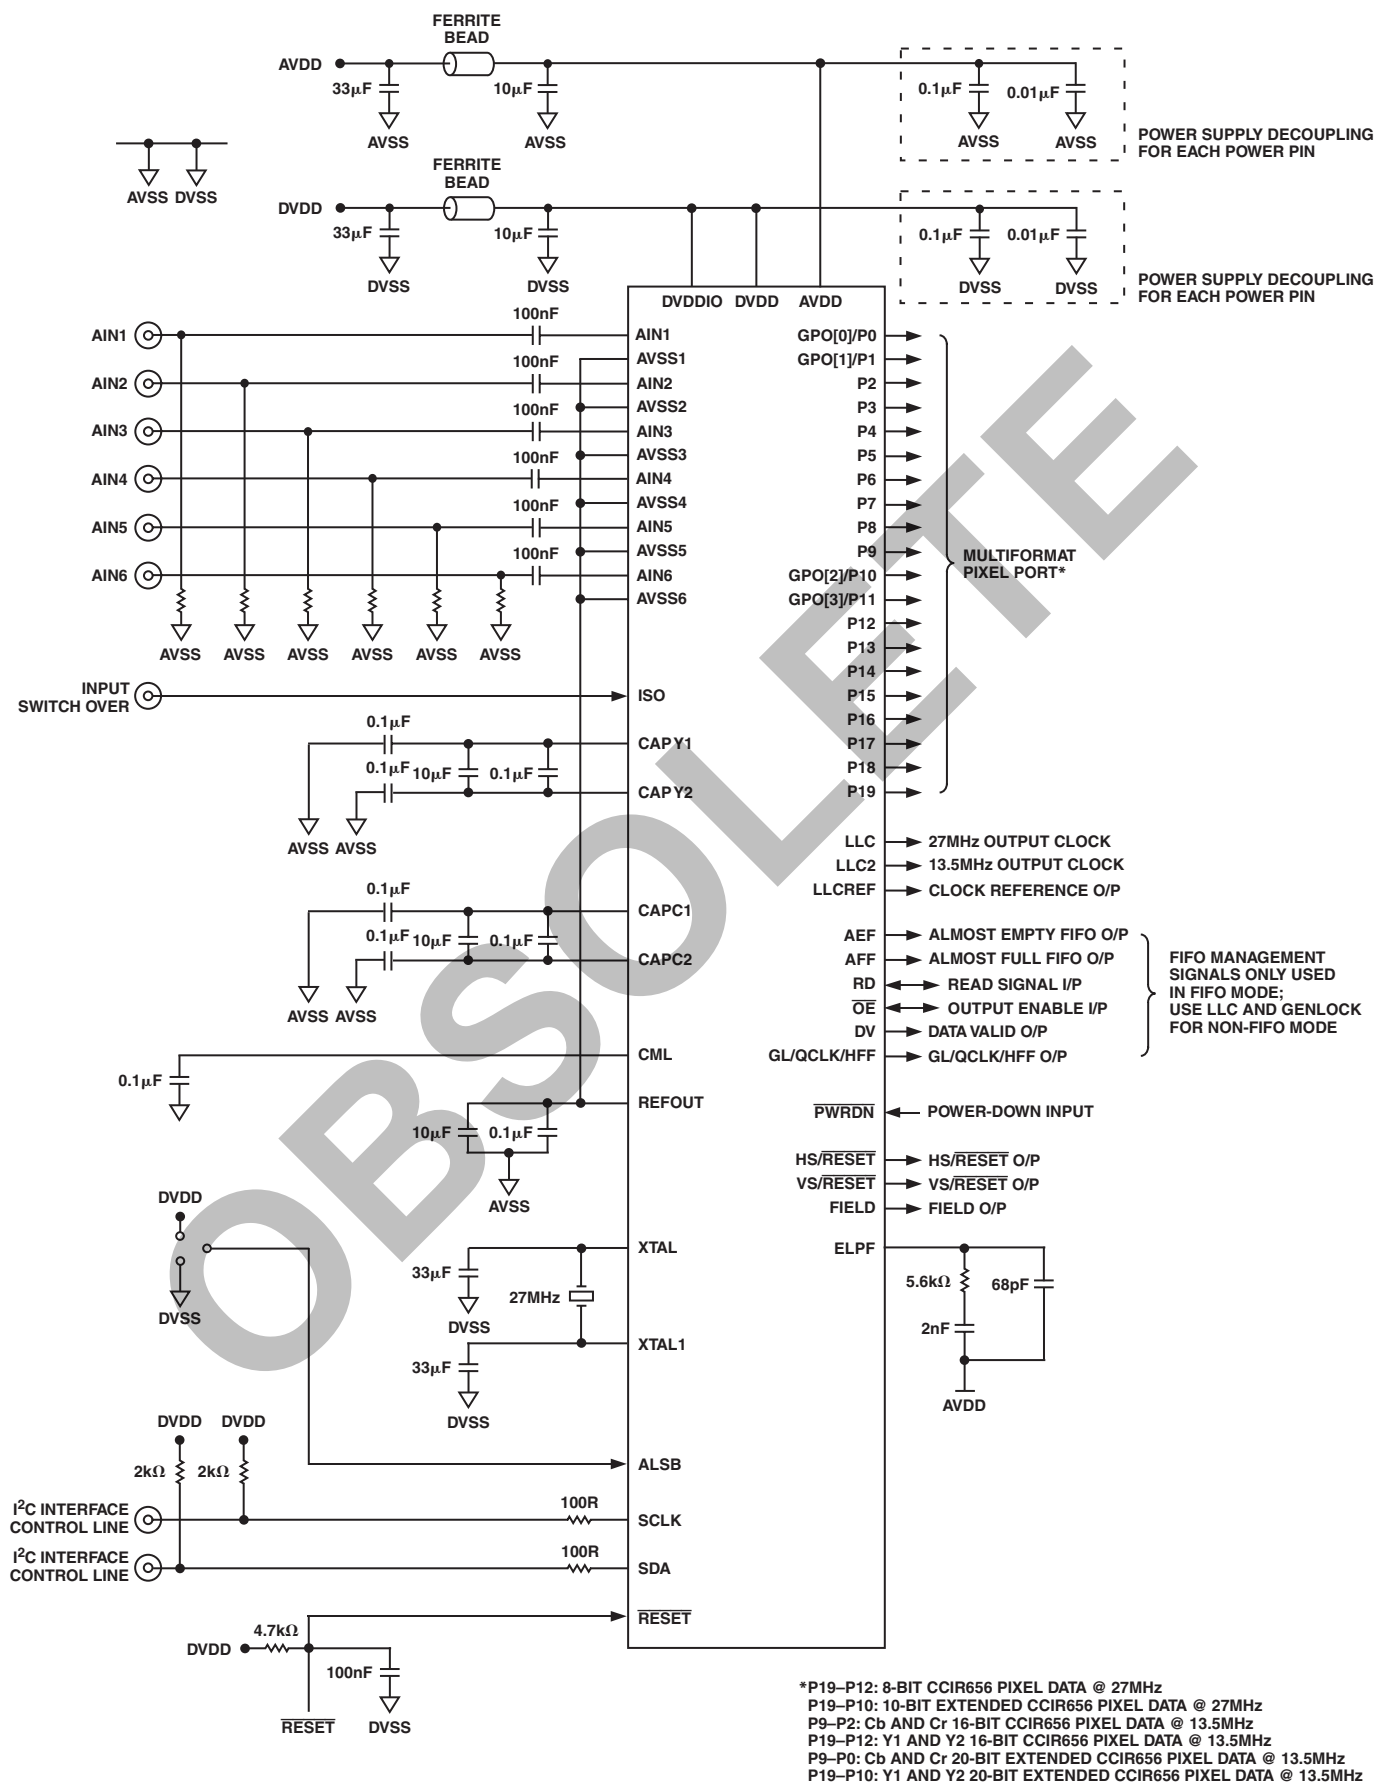 FERRITE
BEAD
AVDD
33µF
10µF
0.1µF
0.01µF
AVSS
AVSS
AVSS
AVSS
POWER SUPPLY DECOUPLING
FOR EACH POWER PIN
AVSS DVSS
FERRITE
BEAD
DVDD
33µF
10µF
0.1µF
0.01µF
DVSS
DVSS
DVSS
DVSS
POWER SUPPLY DECOUPLING
FOR EACH POWER PIN
DVDDIO DVDD AVDD
AIN1
100nF
AIN2
100nF
AIN3
100nF
AIN4
100nF
AIN5
100nF
AIN6
100nF
AVSS AVSS AVSS AVSS AVSS AVSS
AIN1
AVSS1
AIN2
AVSS2
AIN3
AVSS3
AIN4
AVSS4
AIN5
AVSS5
AIN6
AVSS6
GPO[0]/P0
GPO[1]/P1
P2
P3
P4
P5
P6
P7
P8
P9
GPO[2]/P10
GPO[3]/P11
P12
P13
P14
P15
P16
P17
P18
P19
MULTIFORMAT
PIXEL PORT*
INPUT
SWITCH OVER
ISO
0.1µF
CAPY1
0.1µF 10µF 0.1µF
CAPY2
AVSS AVSS
0.1µF
CAPC1
0.1µF 10µF 0.1µF
CAPC2
AVSS AVSS
CML
0.1µF
REFOUT
10µF 0.1µF
AVSS
LLC 27MHz OUTPUT CLOCK
LLC2 13.5MHz OUTPUT CLOCK
LLCREF CLOCK REFERENCE O/P
AEF ALMOST EMPTY FIFO O/P
AFF ALMOST FULL FIFO O/P
RD READ SIGNAL I/P
OE OUTPUT ENABLE I/P
DV DATA VALID O/P
GL/QCLK/HFF GL/QCLK/HFF O/P
FIFO MANAGEMENT
SIGNALS ONLY USED
IN FIFO MODE;
USE LLC AND GENLOCK
FOR NON-FIFO MODE
PWRDN POWER-DOWN INPUT
HS/RESET HS/RESET O/P
VS/RESET VS/RESET O/P
FIELD FIELD O/P
ELPF
5.6kΩ
68pF
2nF
AVDD
DVDD
DVSS
XTAL
33µF
DVSS
27MHz
XTAL1
33µF
DVSS
DVDD DVDD
2kΩ 2kΩ
ALSB
I2C INTERFACE
CONTROL LINE
100R
SCLK
I2C INTERFACE
CONTROL LINE
100R
SDA
RESET
4.7kΩ
DVDD
100nF
RESET
DVSS
*P19–P12: 8-BIT CCIR656 PIXEL DATA @ 27MHz
P19–P10: 10-BIT EXTENDED CCIR656 PIXEL DATA @ 27MHz
P9–P2: Cb AND Cr 16-BIT CCIR656 PIXEL DATA @ 13.5MHz
P19–P12: Y1 AND Y2 16-BIT CCIR656 PIXEL DATA @ 13.5MHz
P9–P0: Cb AND Cr 20-BIT EXTENDED CCIR656 PIXEL DATA @ 13.5MHz
P19–P10: Y1 AND Y2 20-BIT EXTENDED CCIR656 PIXEL DATA @ 13.5MHz
OBSOLETE